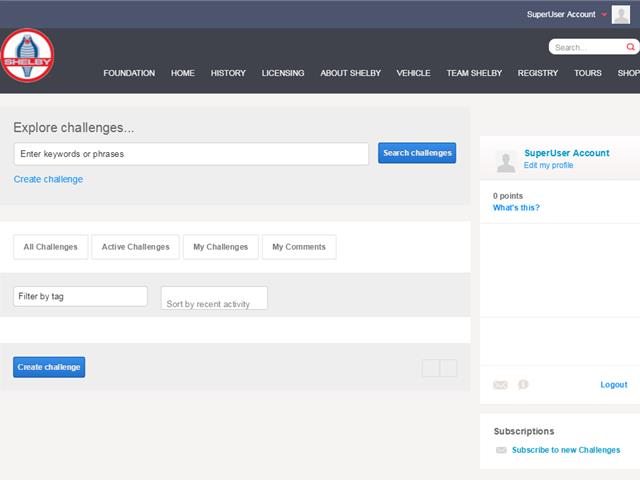 SuperUser Account
SHELBY
Search...
FOUNDATION HOME HISTORY LICENSING ABOUT SHELBY VEHICLE TEAM SHELBY REGISTRY TOURS SHOP
Explore challenges...
Enter keywords or phrases
Search challenges
Create challenge
SuperUser Account
Edit my profile
0 points
What's this?
All Challenges
Active Challenges
My Challenges
My Comments
Filter by tag
Sort by recent activity
Create challenge
Logout
Subscriptions
Subscribe to new Challenges